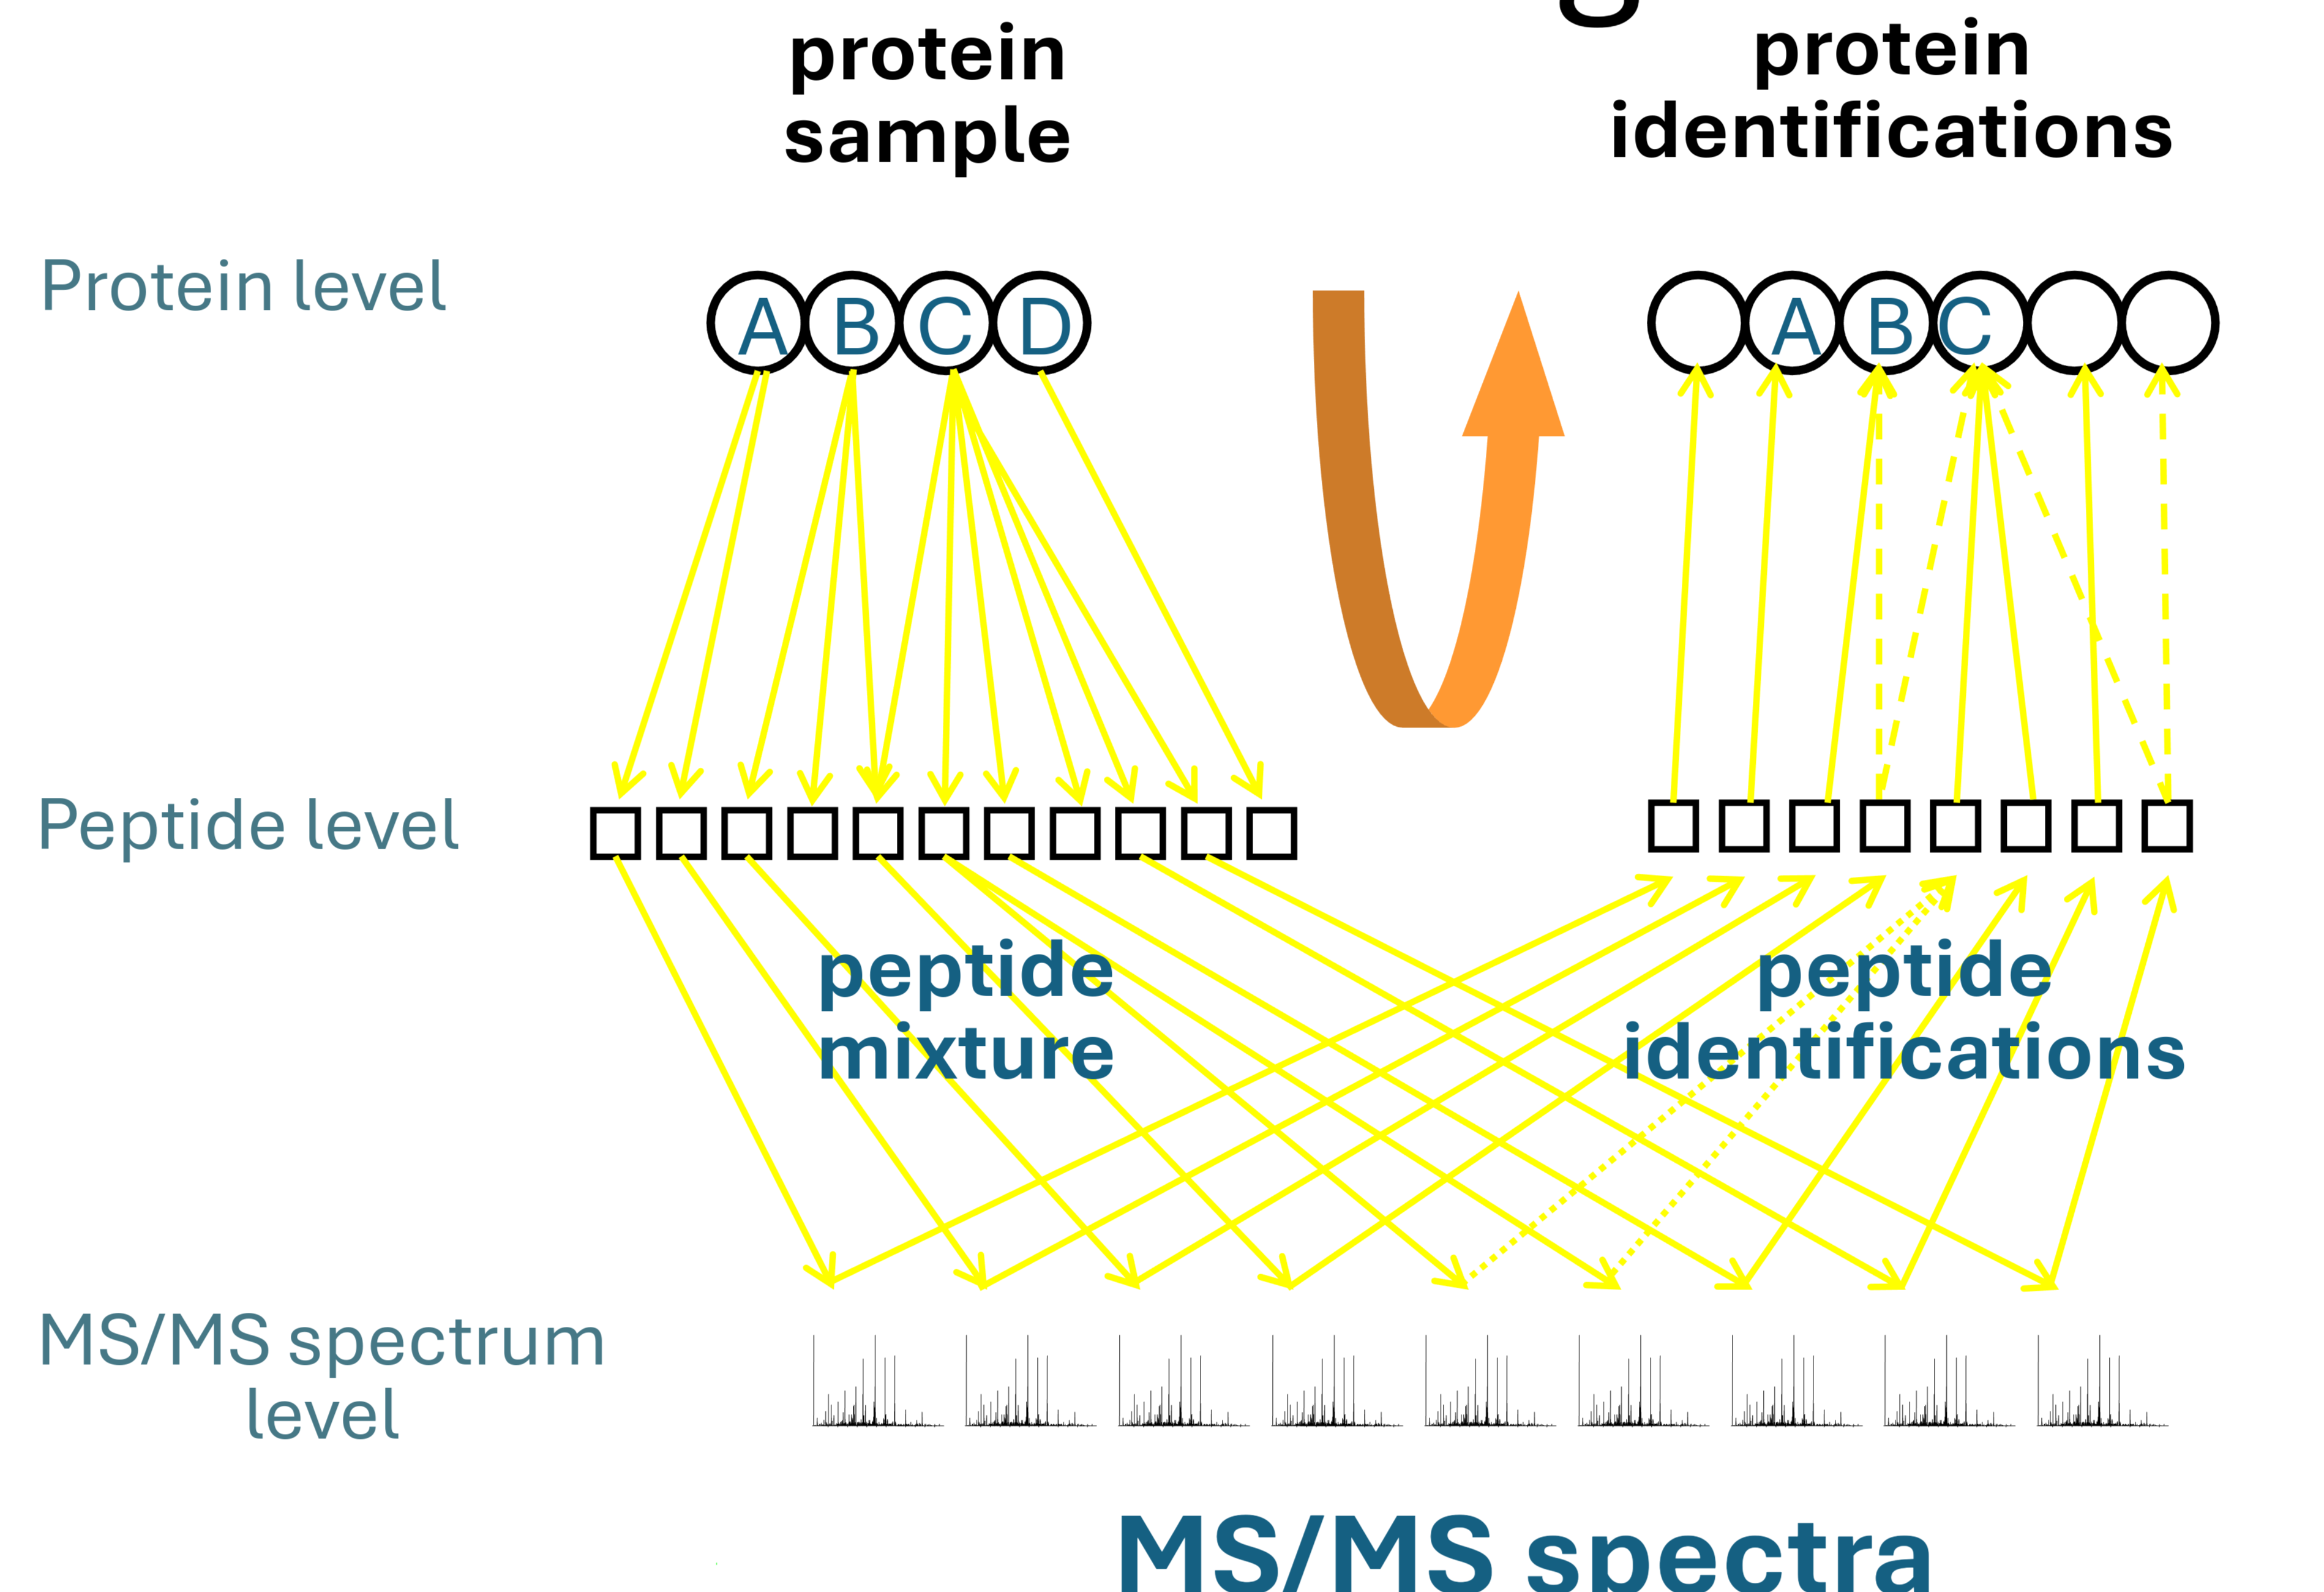 protein
sample
protein
identifications
Protein level
A B C D
A B C
Peptide level
peptide
mixture
peptide
identifications
MS/MS spectrum
level
MS/MS spectra